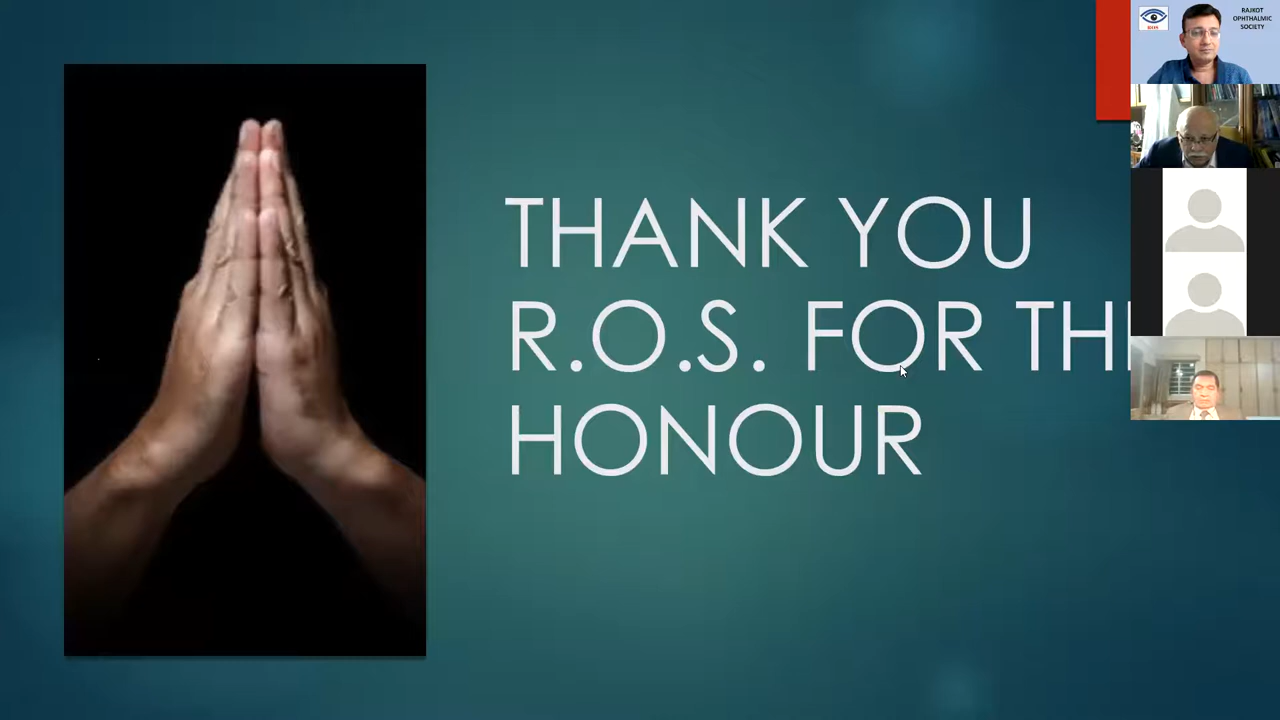 THANK YOU
R.O.S. FOR TH
HONOUR
RAJKOT
OPHTHALMIC
SOCIETY